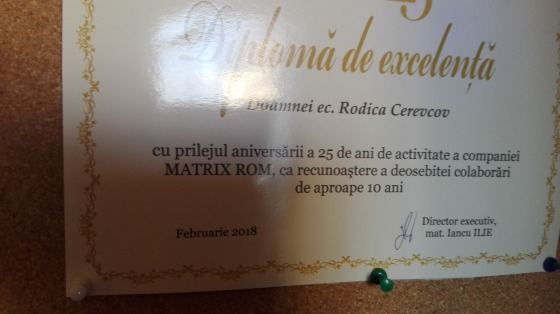 25
Diplomă de excelență
Doamnei ec. Rodica Cerevcov
cu prilejul aniversării a 25 de ani de activitate a companiei
MATRIX ROM, ca recunoaștere a deosebitei colaborări
de aproape 10 ani
Februarie 2018
Director executiv,
mat. Iancu ILIE